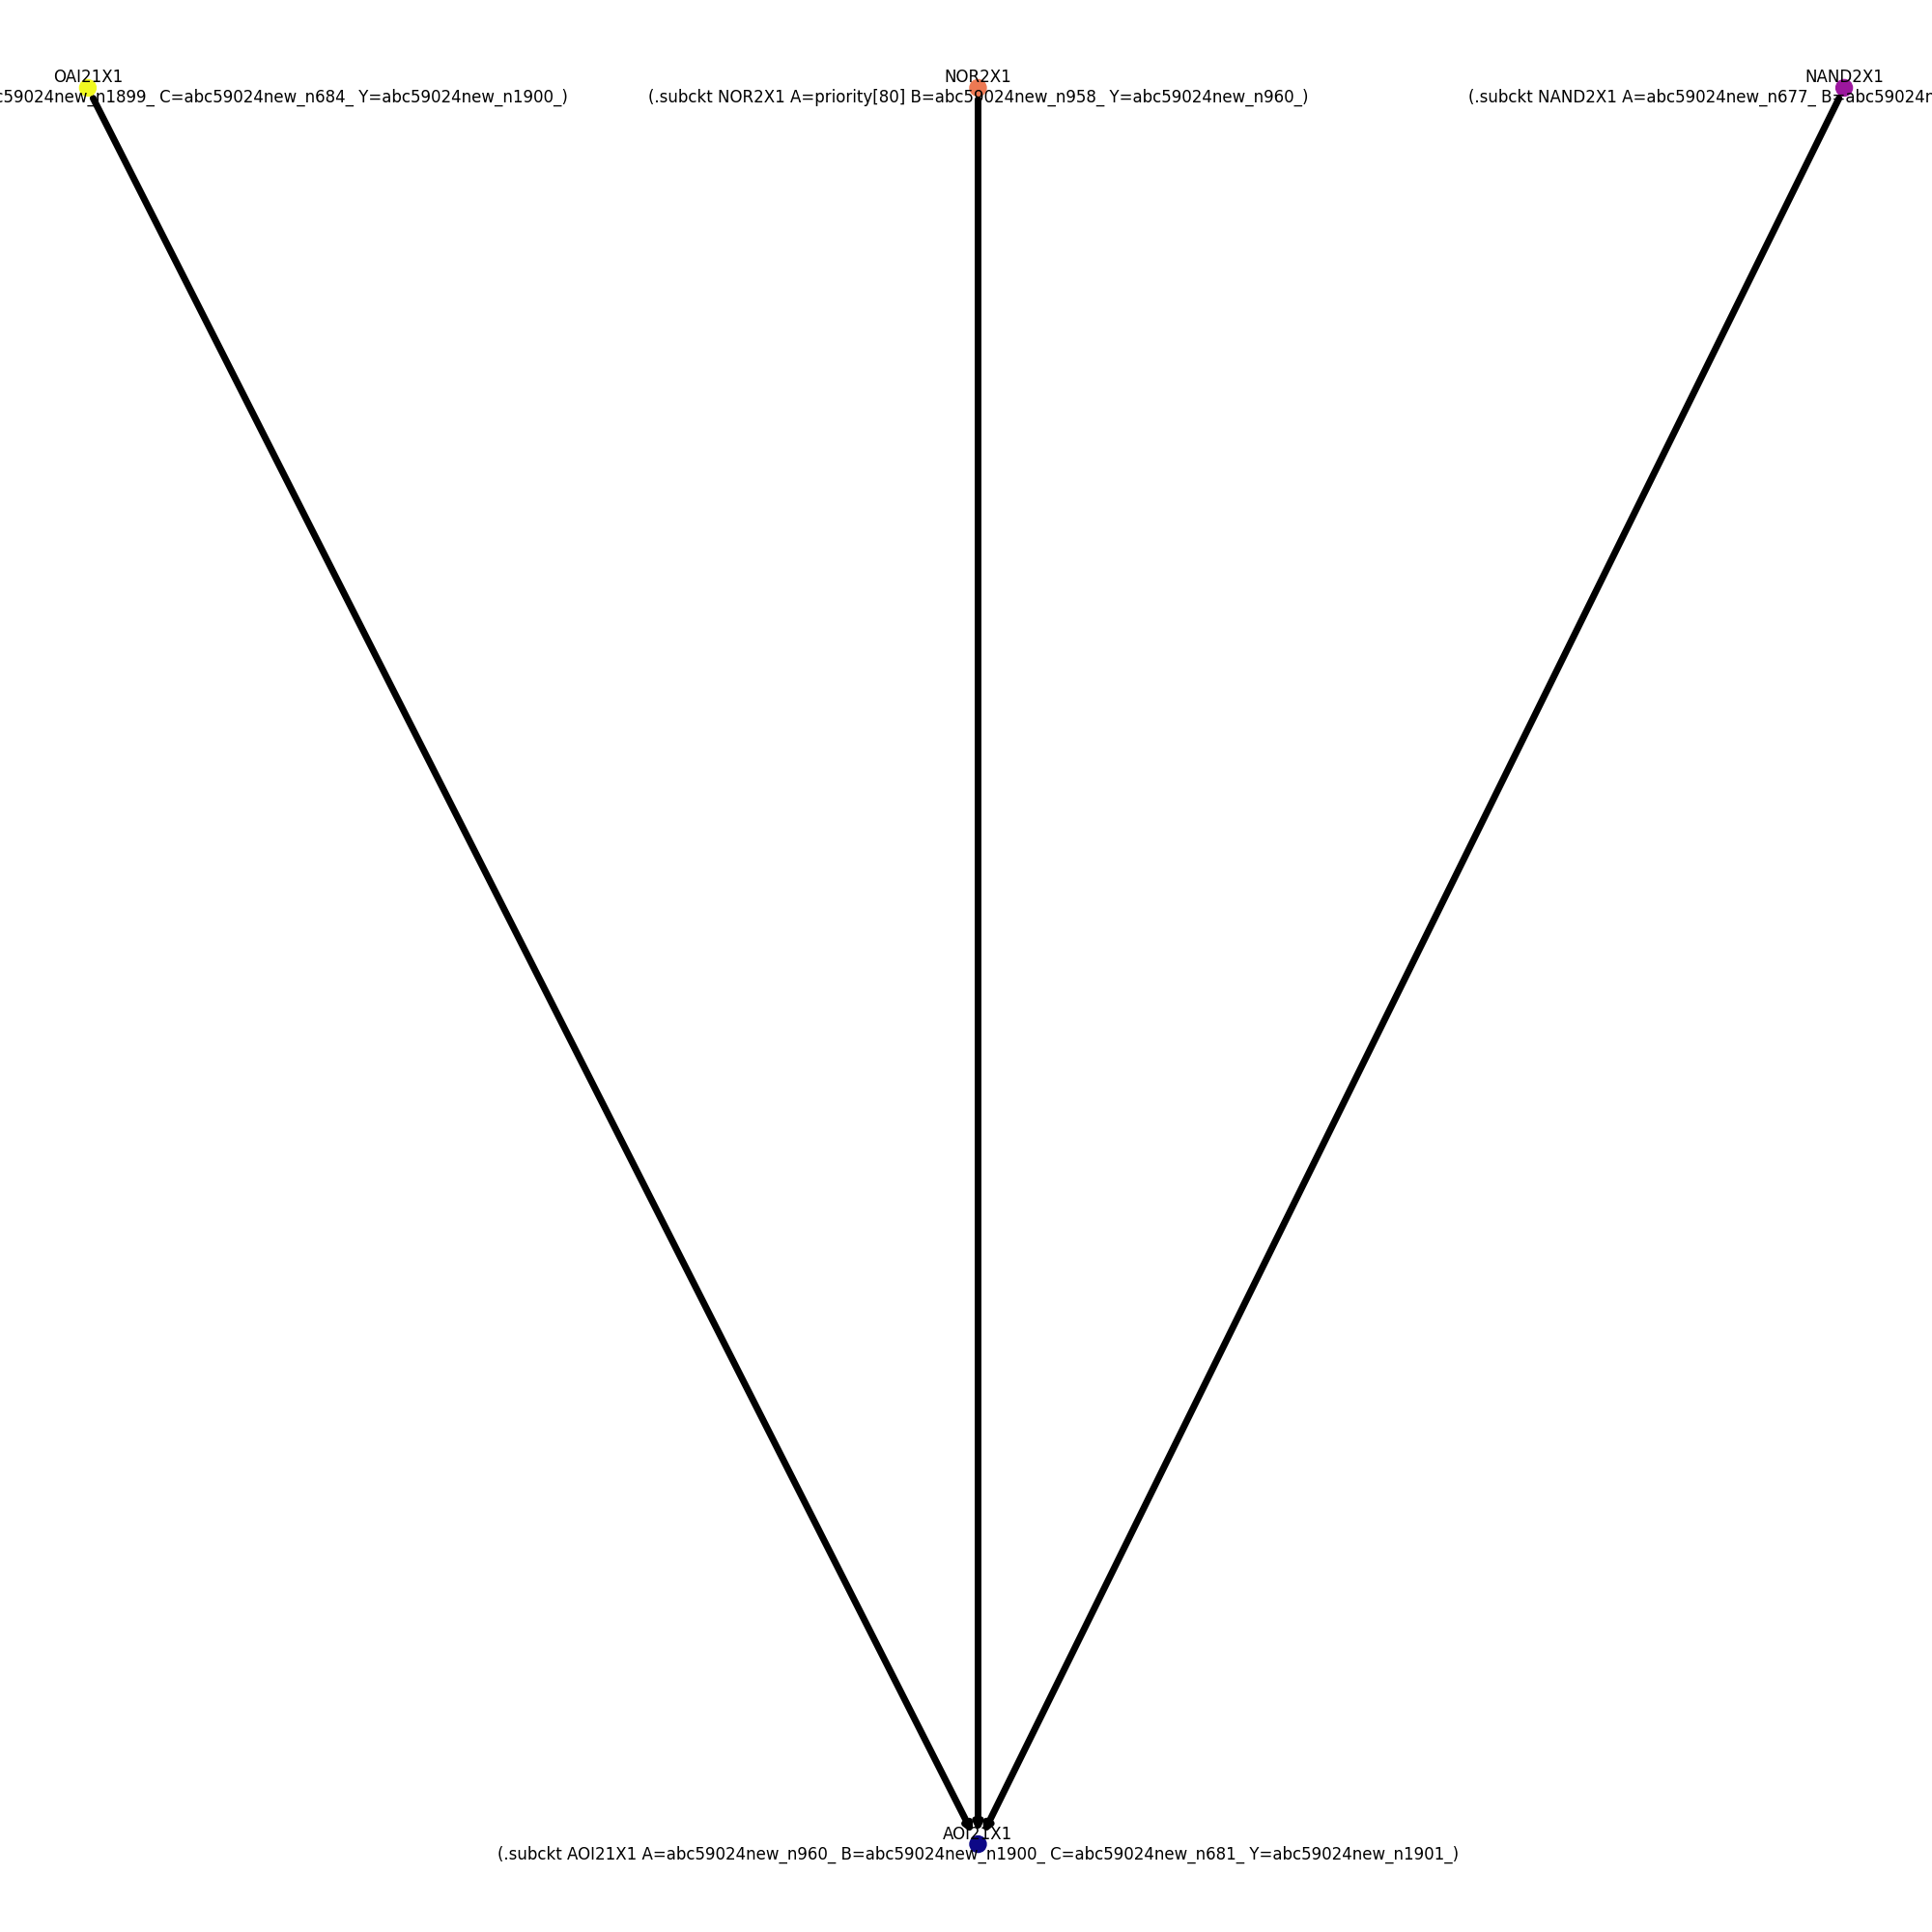 OAI21X1
c59024new_n1899_ C=abc59024new_n684_ Y=abc59024new_n1900_)
NOR2X1
(.subckt NOR2X1 A=priority[80] B=abc59024new_n958_ Y=abc59024new_n960_)
NAND2X1
(.subckt NAND2X1 A=abc59024new_n677_ B=abc59024n
AOI21X1
(.subckt AOI21X1 A=abc59024new_n960_ B=abc59024new_n1900_ C=abc59024new_n681_ Y=abc59024new_n1901_)